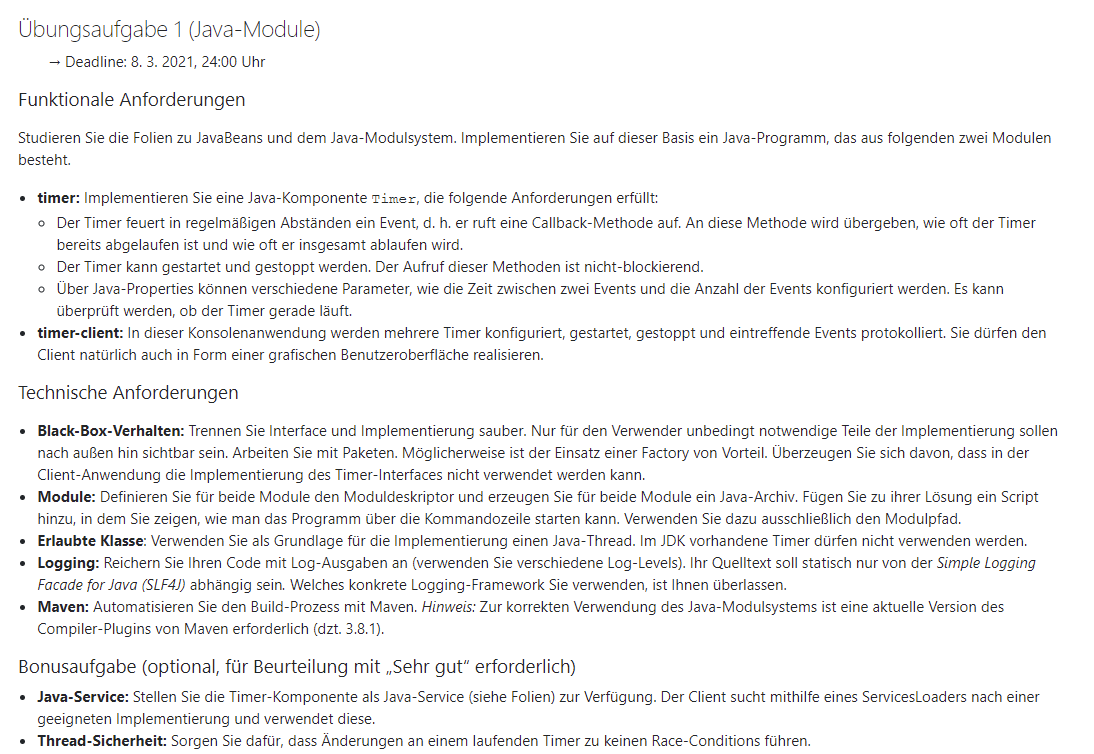 Übungsaufgabe 1 (Java-Module)
→ Deadline: 8. 3. 2021, 24:00 Uhr
Funktionale Anforderungen
Studieren Sie die Folien zu JavaBeans und dem Java-Modulsystem. Implementieren Sie auf dieser Basis ein Java-Programm, das aus folgenden zwei Modulen
besteht.
• timer: Implementieren Sie eine Java-Komponente Timer, die folgende Anforderungen erfüllt:
◦ Der Timer feuert in regelmäßigen Abständen ein Event, d. h. er ruft eine Callback-Methode auf. An diese Methode wird übergeben, wie oft der Timer
bereits abgelaufen ist und wie oft er insgesamt ablaufen wird.
◦ Der Timer kann gestartet und gestoppt werden. Der Aufruf dieser Methoden ist nicht-blockierend.
◦ Über Java-Properties können verschiedene Parameter, wie die Zeit zwischen zwei Events und die Anzahl der Events konfiguriert werden. Es kann
überprüft werden, ob der Timer gerade läuft.
• timer-client: In dieser Konsolenanwendung werden mehrere Timer konfiguriert, gestartet, gestoppt und eintreffende Events protokolliert. Sie dürfen den
Client natürlich auch in Form einer grafischen Benutzeroberfläche realisieren.
Technische Anforderungen
• Black-Box-Verhalten: Trennen Sie Interface und Implementierung sauber. Nur für den Verwender unbedingt notwendige Teile der Implementierung sollen
nach außen hin sichtbar sein. Arbeiten Sie mit Paketen. Möglicherweise ist der Einsatz einer Factory von Vorteil. Überzeugen Sie sich davon, dass in der
Client-Anwendung die Implementierung des Timer-Interfaces nicht verwendet werden kann.
• Module: Definieren Sie für beide Module den Moduldeskriptor und erzeugen Sie für beide Module ein Java-Archiv. Fügen Sie zu ihrer Lösung ein Script
hinzu, in dem Sie zeigen, wie man das Programm über die Kommandozeile starten kann. Verwenden Sie dazu ausschließlich den Modulpfad.
• Erlaubte Klasse: Verwenden Sie als Grundlage für die Implementierung einen Java-Thread. Im JDK vorhandene Timer dürfen nicht verwenden werden.
• Logging: Reichern Sie Ihren Code mit Log-Ausgaben an (verwenden Sie verschiedene Log-Levels). Ihr Quelltext soll statisch nur von der Simple Logging
Facade for Java (SLF4J) abhängig sein. Welches konkrete Logging-Framework Sie verwenden, ist Ihnen überlassen.
• Maven: Automatisieren Sie den Build-Prozess mit Maven. Hinweis: Zur korrekten Verwendung des Java-Modulsystems ist eine aktuelle Version des
Compiler-Plugins von Maven erforderlich (dzt. 3.8.1).
Bonusaufgabe (optional, für Beurteilung mit „Sehr gut“ erforderlich)
• Java-Service: Stellen Sie die Timer-Komponente als Java-Service (siehe Folien) zur Verfügung. Der Client sucht mithilfe eines ServicesLoaders nach einer
geeigneten Implementierung und verwendet diese.
• Thread-Sicherheit: Sorgen Sie dafür, dass Änderungen an einem laufenden Timer zu keinen Race-Conditions führen.